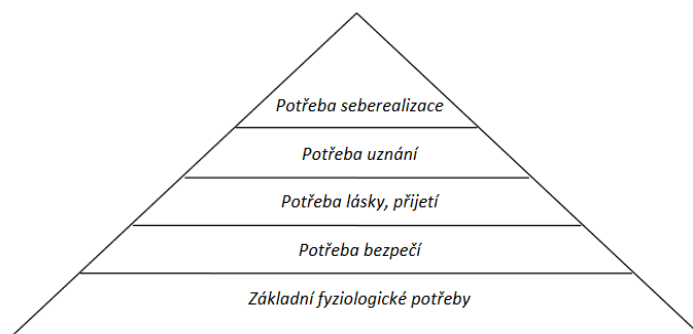 Potřeba seberealizace
Potřeba uznání
Potřeba lásky, přijetí
Potřeba bezpečí
Základní fyziologické potřeby